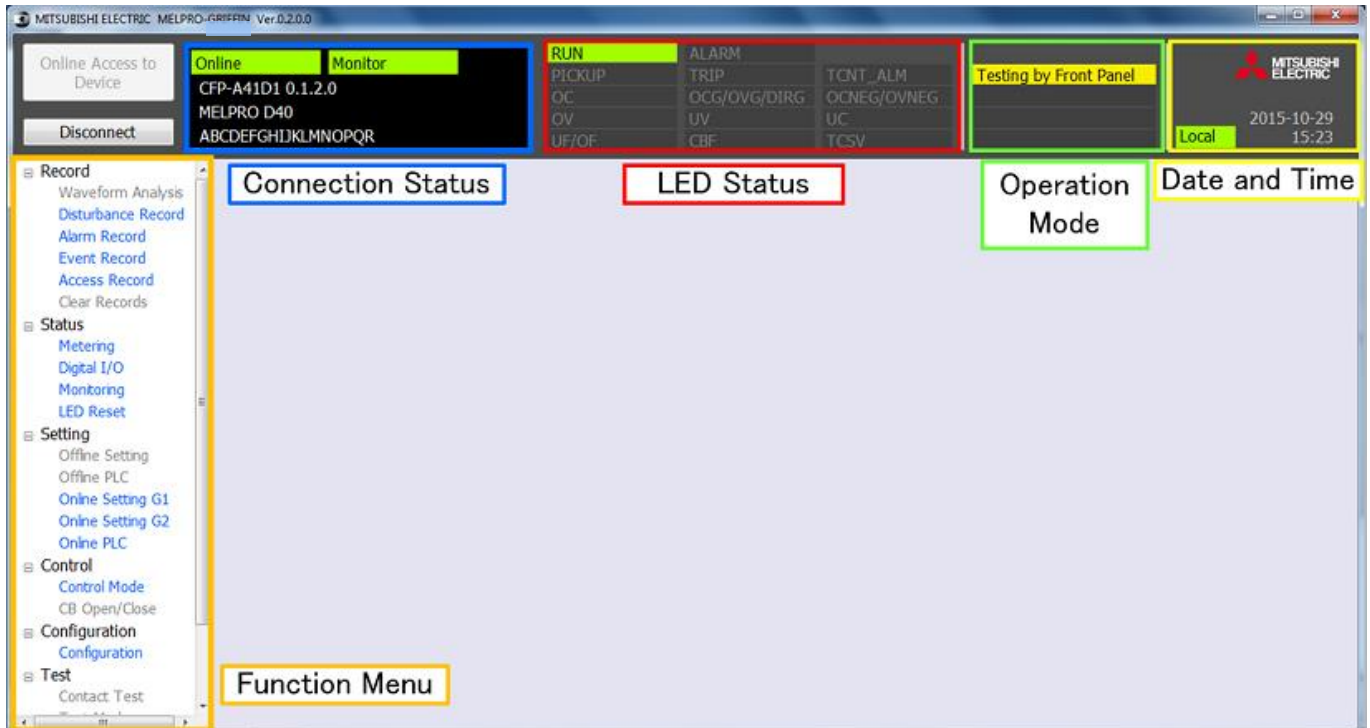 MITSUBISHI ELECTRIC MELPRO-GRIFFIN Ver.0.2.0.0
Online Access to
Device
Disconnect
Online Monitor
CFP-A41D1 0.1.2.0
MELPRO D40
ABCDEFGHIJKLMNOPQR
RUN ALARM
PICKUP TRIP TCNT_ALM
OC OCG/OVG/DIRG OCNEG/OVNEG
OV UV UC
UF/OF CBF TCSV
Testing by Front Panel
MITSUBISHI
ELECTRIC
2015-10-29
Local 15:23
Connection Status
LED Status
Operation
Mode
Date and Time
Record
Waveform Analysis
Disturbance Record
Alarm Record
Event Record
Access Record
Clear Records
Status
Metering
Digital I/O
Monitoring
LED Reset
Setting
Offline Setting
Offline PLC
Online Setting G1
Online Setting G2
Online PLC
Control
Control Mode
CB Open/Close
Configuration
Configuration
Test
Contact Test
Function Menu